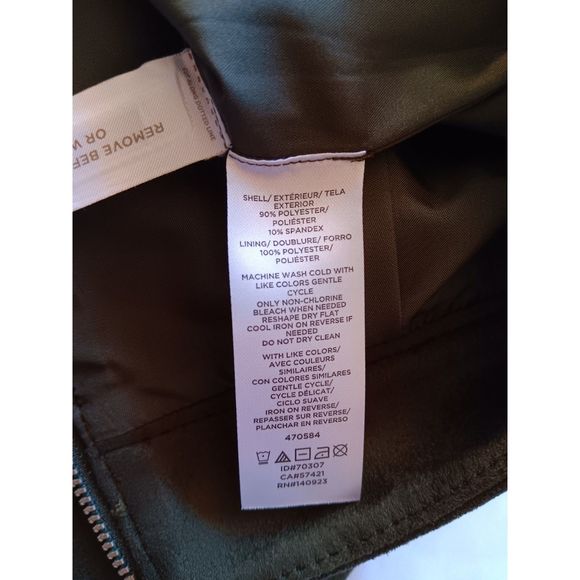 REMOVE BEF
OR W
SHELL/ EXTÉRIEUR/ TELA
EXTERIOR
90% POLYESTER/
POLIÉSTER
10% SPANDEX
LINING/ DOUBLURE/ FORRO
100% POLYESTER/
POLIÉSTER
MACHINE WASH COLD WITH
LIKE COLORS GENTLE
CYCLE
ONLY NON-CHLORINE
BLEACH WHEN NEEDED
RESHAPE DRY FLAT
COOL IRON ON REVERSE IF
NEEDED
DO NOT DRY CLEAN
WITH LIKE COLORS/
AVEC COULEURS
SIMILAIRES/
CON COLORES SIMILARES
GENTLE CYCLE/
CYCLE DÉLICAT/
CICLO SUAVE
IRON ON REVERSE/
REPASSER SUR REVERSE/
PLANCHAR EN REVERSO
470584
ID#70307
CA#57421
RN#140923